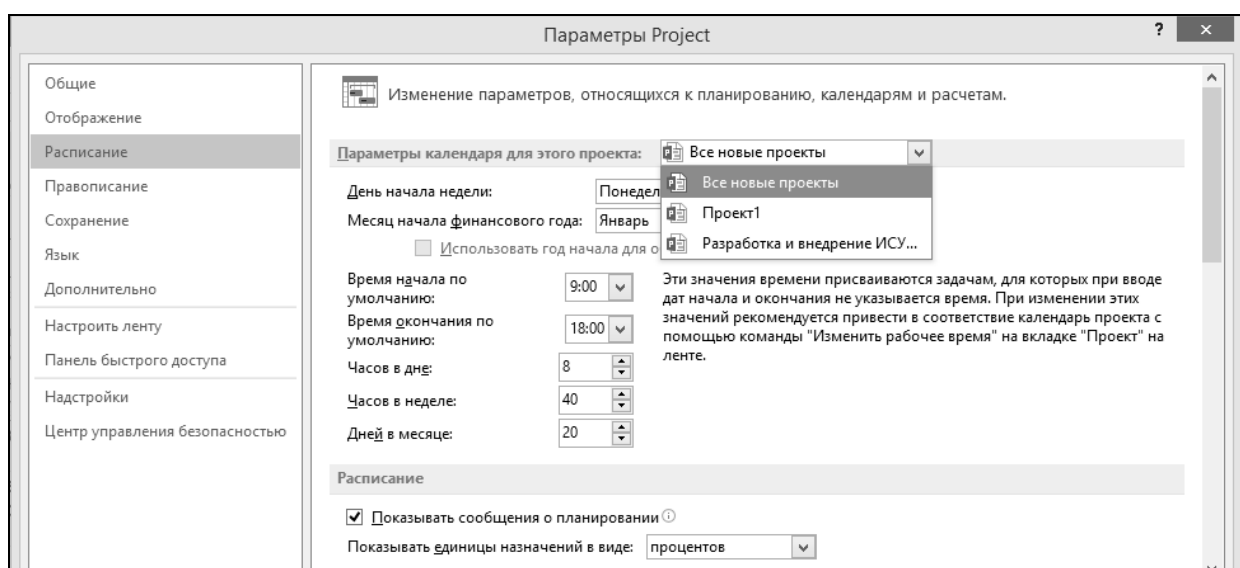 Параметры Project
? ×
Общие
Отображение
Расписание
Правописание
Сохранение
Язык
Дополнительно
Настроить ленту
Панель быстрого доступа
Надстройки
Центр управления безопасностью
Изменение параметров, относящихся к планированию, календарям и расчетам.
Параметры календаря для этого проекта: Все новые проекты
Все новые проекты
Проект1
Разработка и внедрение ИСУ...
День начала недели: Понедел
Месяц начала финансового года: Январь
Использовать год начала для о
Время начала по
умолчанию: 9:00
Время окончания по
умолчанию: 18:00
Часов в дне: 8
Часов в неделе: 40
Дней в месяце: 20
Эти значения времени присваиваются задачам, для которых при вводе
дат начала и окончания не указывается время. При изменении этих
значений рекомендуется привести в соответствие календарь проекта с
помощью команды "Изменить рабочее время" на вкладке "Проект" на
ленте.
Расписание
Показывать сообщения о планировании
Показывать единицы назначений в виде: процентов